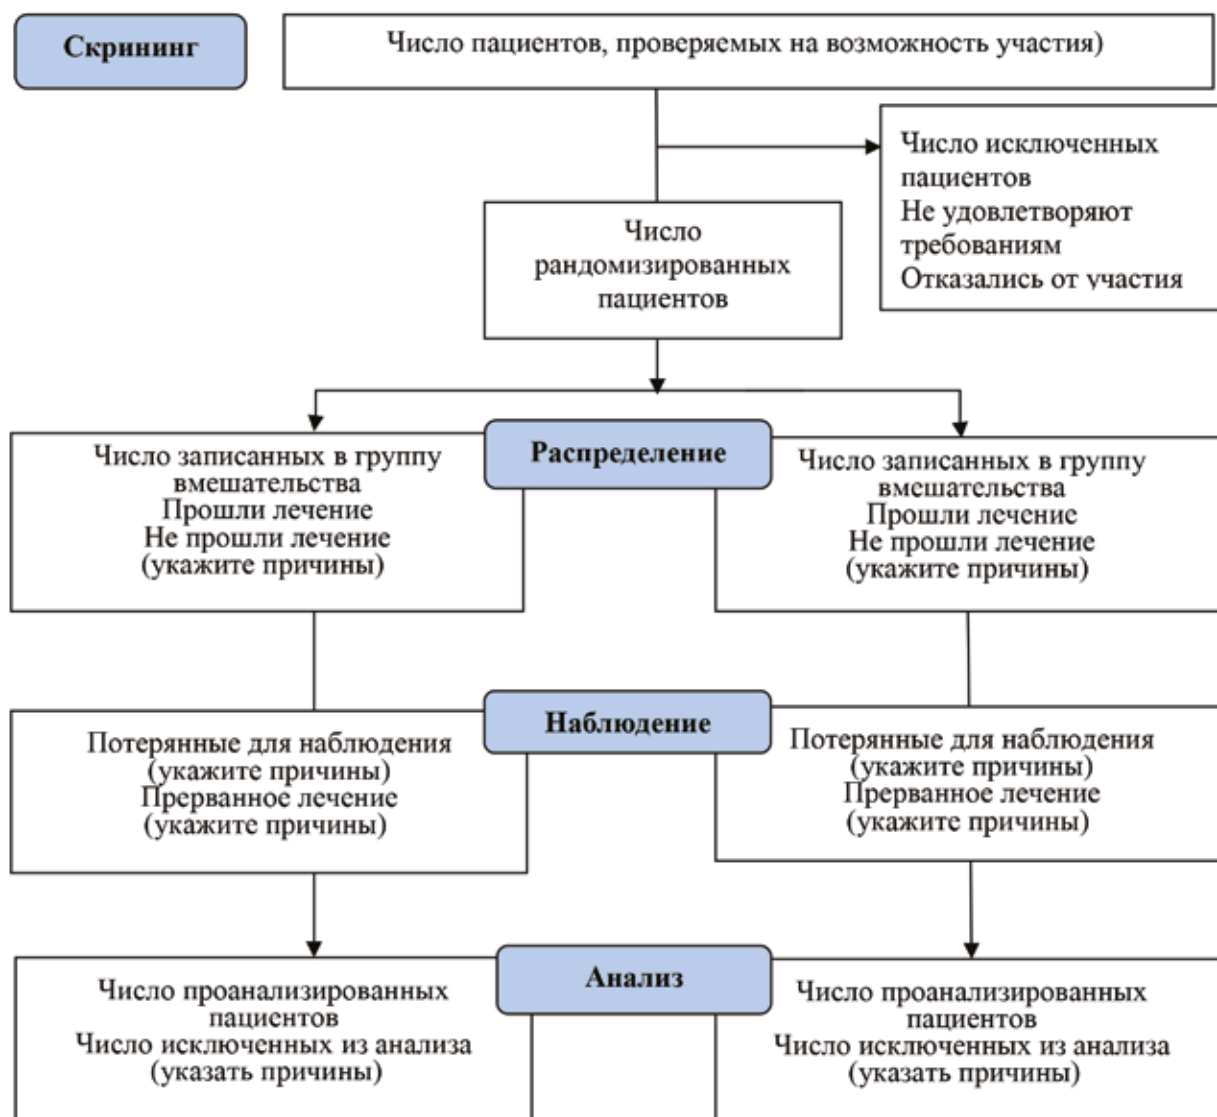 Скрининг
Число пациентов, проверяемых на возможность участия)
Число исключенных
пациентов
Не удовлетворяют
требованиям
Отказались от участия
Число
рандомизированных
пациентов
Распределение
Число записанных в группу
вмешательства
Прошли лечение
Не прошли лечение
(укажите причины)
Число записанных в группу
вмешательства
Прошли лечение
Не прошли лечение
(укажите причины)
Наблюдение
Потерянные для наблюдения
(укажите причины)
Прерванное лечение
(укажите причины)
Потерянные для наблюдения
(укажите причины)
Прерванное лечение
(укажите причины)
Анализ
Число проанализированных
пациентов
Число исключенных из анализа
(указать причины)
Число проанализированных
пациентов
Число исключенных из анализа
(указать причины)